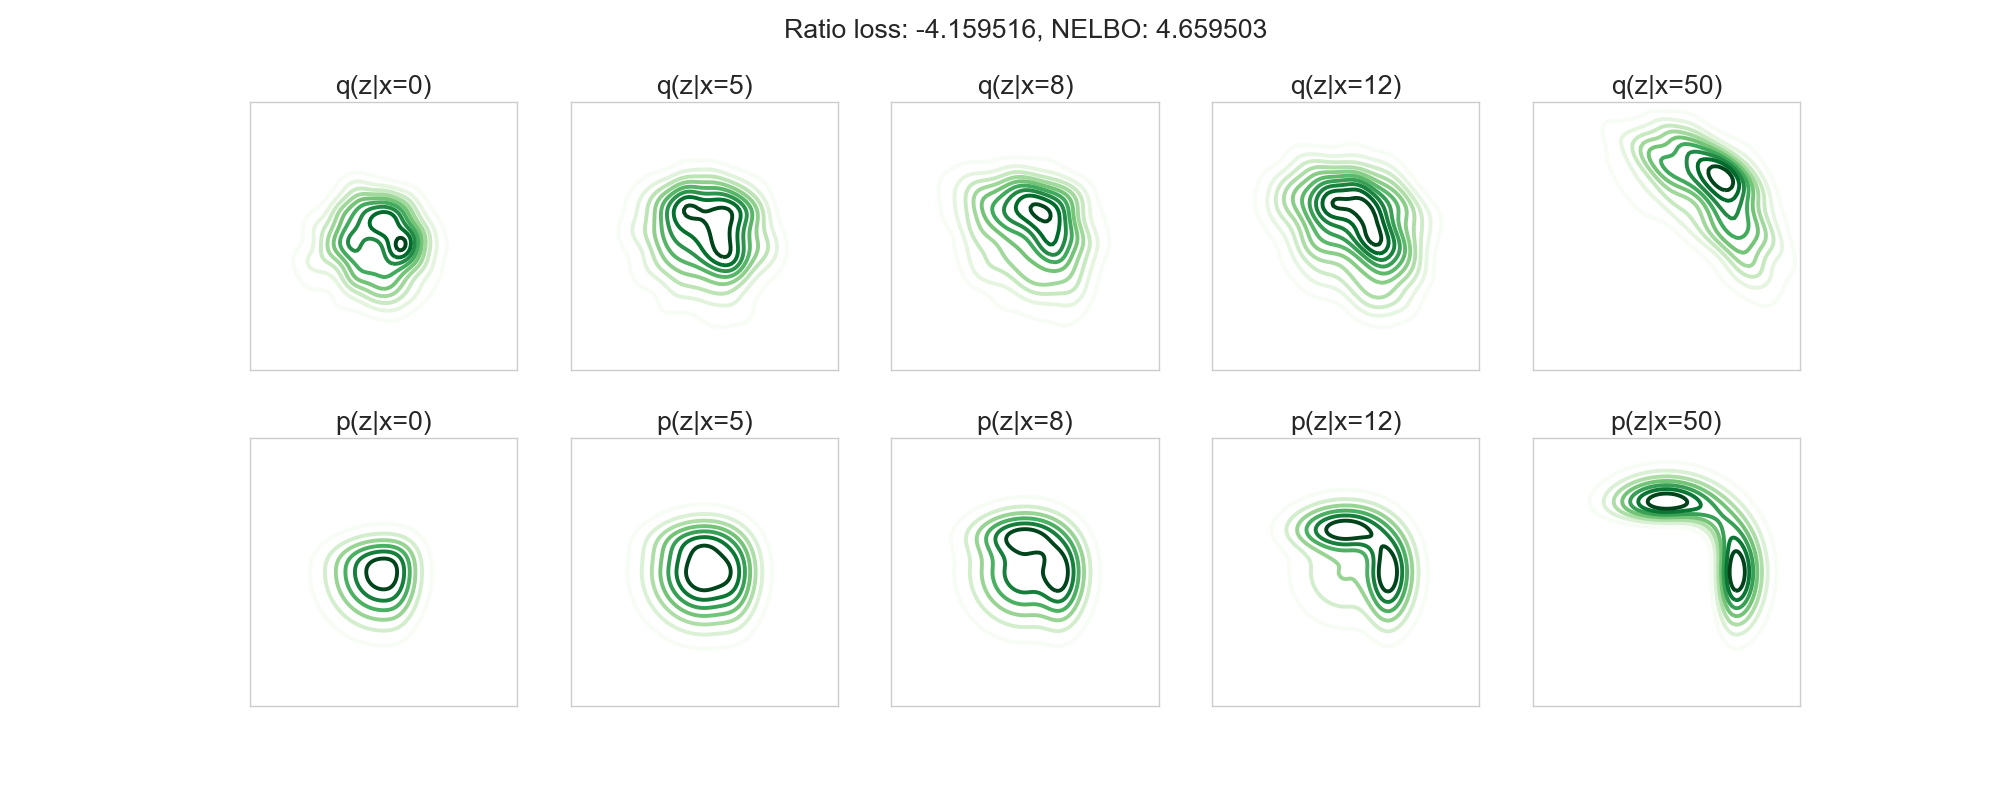 Ratio loss: -4.159516, NELBO: 4.659503
q(z|x=0) q(z|x=5) q(z|x=8) q(z|x=12) q(z|x=50)
p(z|x=0) p(z|x=5) p(z|x=8) p(z|x=12) p(z|x=50)